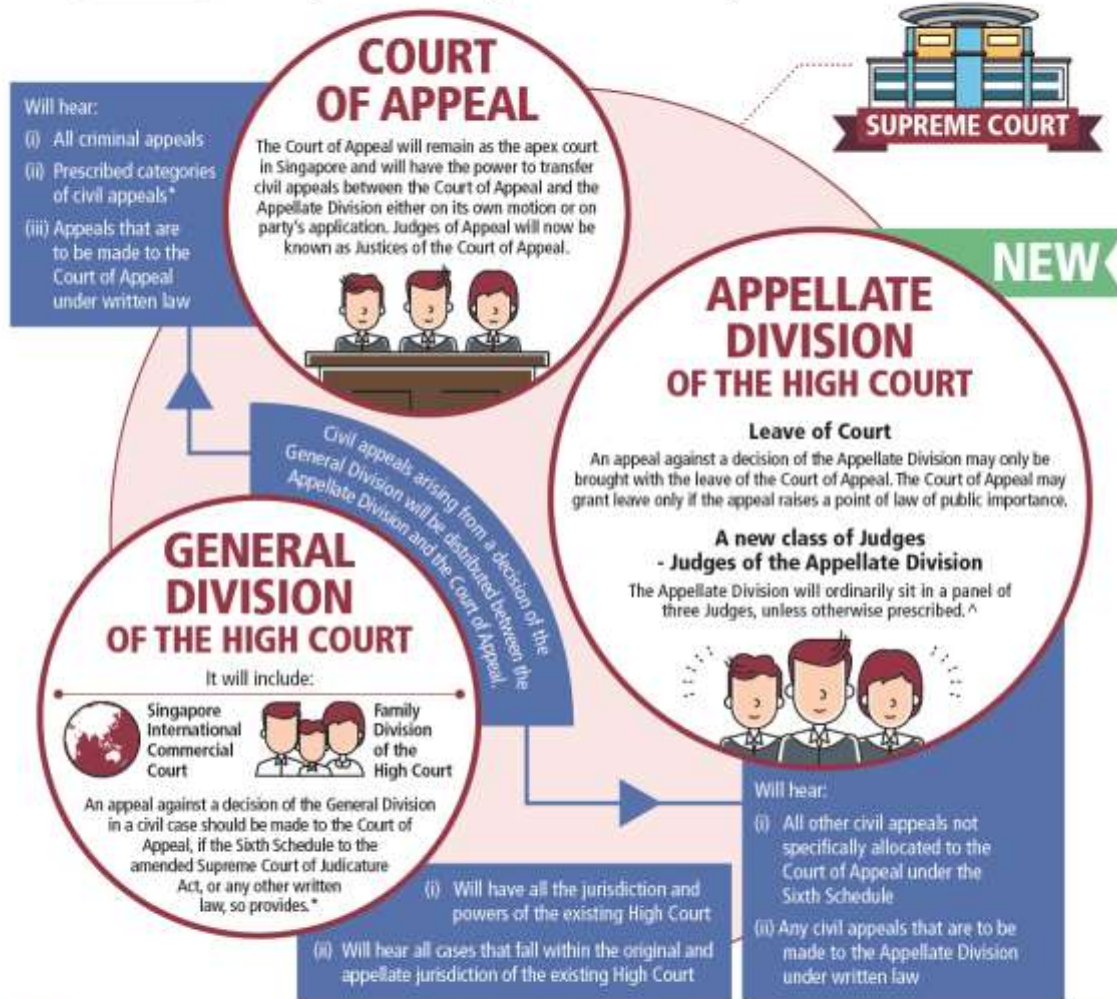 SUPREME COURT
COURT
OF APPEAL
The Court of Appeal will remain as the apex court
in Singapore and will have the power to transfer
civil appeals between the Court of Appeal and the
Appellate Division either on its own motion or on
party's application. Judges of Appeal will now be
known as Justices of the Court of Appeal.
Will hear:
(i) All criminal appeals
(ii) Prescribed categories
of civil appeals*
(iii) Appeals that are
to be made to the
Court of Appeal
under written law
NEW
APPELLATE
DIVISION
OF THE HIGH COURT
Leave of Court
An appeal against a decision of the Appellate Division may only be
brought with the leave of the Court of Appeal. The Court of Appeal may
grant leave only if the appeal raises a point of law of public importance.
A new class of Judges
- Judges of the Appellate Division
The Appellate Division will ordinarily sit in a panel of
three Judges, unless otherwise prescribed.^
Civil appeals arising from a decision of the
General Division will be distributed between the
Appellate Division and the Court of Appeal.
GENERAL
DIVISION
OF THE HIGH COURT
It will include:
Singapore
International
Commercial
Court
Family
Division
of the
High Court
An appeal against a decision of the General Division
in a civil case should be made to the Court of
Appeal, if the Sixth Schedule to the
amended Supreme Court of Judicature
Act, or any other written
law, so provides.*
(i) Will have all the jurisdiction and
powers of the existing High Court
(ii) Will hear all cases that fall within the original and
appellate jurisdiction of the existing High Court
Will hear:
(i) All other civil appeals not
specifically allocated to the
Court of Appeal under the
Sixth Schedule
(ii) Any civil appeals that are to be
made to the Appellate Division
under written law